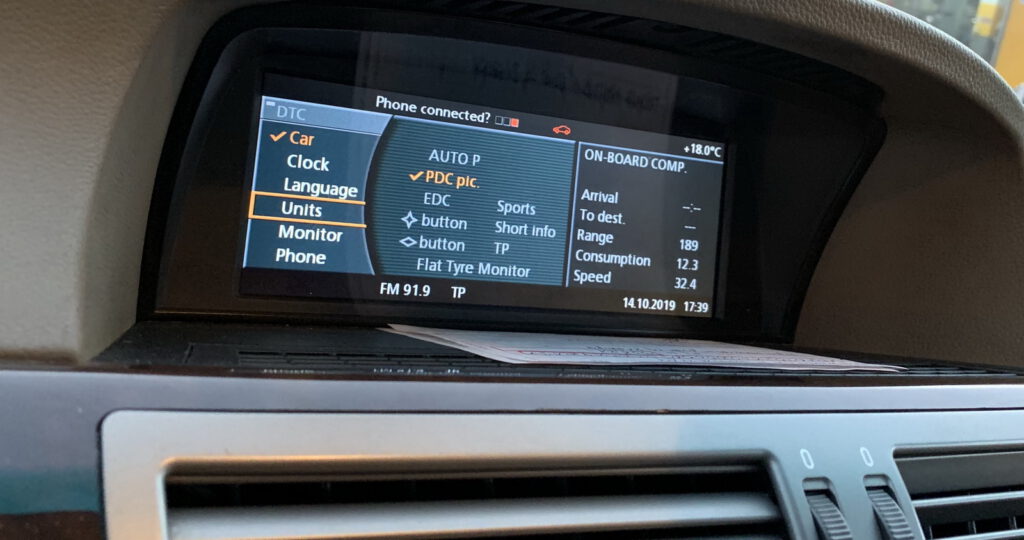 DTC
Phone connected?
+18.0°C
Car
Clock
Language
Units
Monitor
Phone
AUTO P
PDC pic.
EDC Sports
button Short info
button TP
Flat Tyre Monitor
ON-BOARD COMP.
Arrival --:--
To dest. ---
Range 189
Consumption 12.3
Speed 32.4
FM 91.9 TP
14.10.2019 17:39
0 0